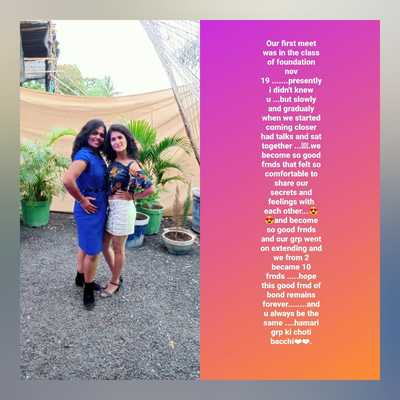 Our first meet
was in the class
of foundation
nov
19 .......presently
i didn't knew
u ...but slowly
and gradualy
when we started
coming closer
had talks and sat
together ...🏻.we
become so good
frnds that felt so
comfortable to
share our
secrets and
feelings with
each other...😍
😍and become
so good frnds
and our grp went
on extending and
we from 2
became 10
frnds .....hope
this good frnd of
bond remains
forever........and
u always be the
same ....hamari
grp ki choti
bacchi❤❤.